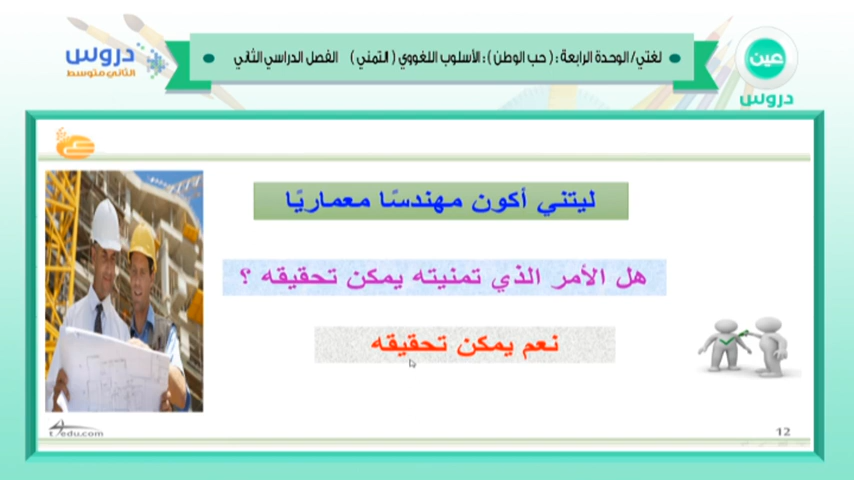 دروس
الثاني متوسط
لغتي/ الوحدة الرابعة : ( حب الوطن ) : الأسلوب اللغوي ( التمني ) الفصل الدراسي الثاني
عين
دروس
ليتني أكون مهندسًا معماريًا
هل الأمر الذي تمنيته يمكن تحقيقه ؟
نعم يمكن تحقيقه
t4edu.com
12